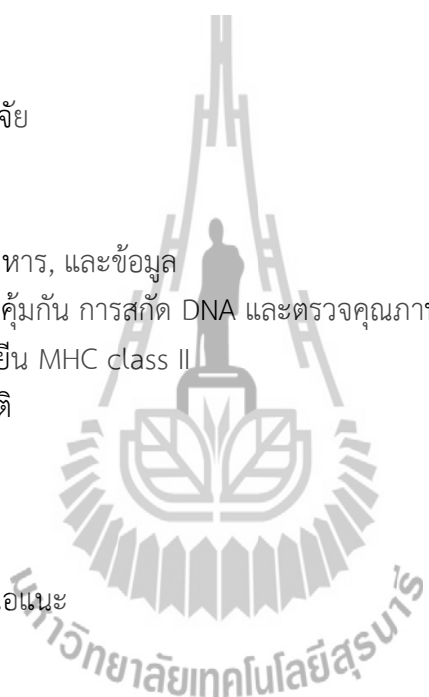 จัย
หาร, และข้อมูล
คุ้มกัน การสกัด DNA และตรวจคุณภาพ
ยีน MHC class II
ติ
อแนะ
มหาวิทยาลัยเทคโนโลยีสุรนารี